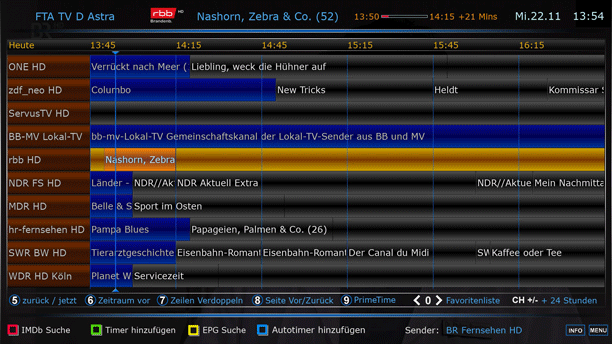 FTA TV D Astra rbb HD Brandenb. Nashorn, Zebra & Co. (52) 13:50 14:15 +21 Mins Mi.22.11 13:54
Heute 13:45 14:15 14:45 15:15 15:45 16:15
ONE HD Verrückt nach Meer ( Liebling, weck die Hühner auf
zdf_neo HD Columbo New Tricks Heldt Kommissar S
ServusTV HD
BB-MV Lokal-TV bb-mv-Lokal-TV Gemeinschaftskanal der Lokal-TV-Sender aus BB und MV
rbb HD Nashorn, Zebra
NDR FS HD Länder - NDR//Ak NDR Aktuell Extra NDR//Aktue Mein Nachmitta
MDR HD Belle & S Sport im Osten
hr-fernsehen HD Pampa Blues Papageien, Palmen & Co. (26)
SWR BW HD Tierarztgeschichte Eisenbahn-Romant Eisenbahn-Romant Der Canal du Midi SW Kaffee oder Tee
WDR HD Köln Planet W Servicezeit
5 zurück / jetzt 6 Zeitraum vor 7 Zeilen Verdoppeln 8 Seite Vor/Zurück 9 PrimeTime < 0 > Favoritenliste CH +/- + 24 Stunden
IMDb Suche Timer hinzufügen EPG Suche Autotimer hinzufügen Sender: BR Fernsehen HD INFO MENU